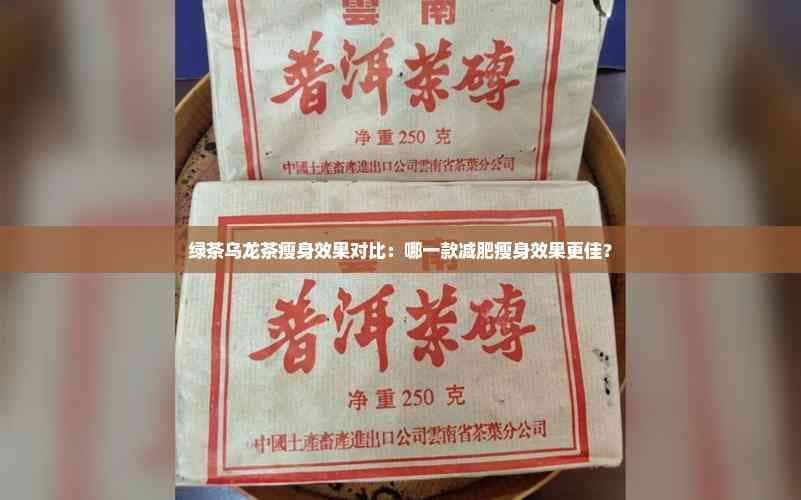 雲 南
普洱茶磚
净重250 克
中國土產畜產進出口公司雲南省茶葉分公司
绿茶乌龙茶瘦身效果对比：哪一款减肥瘦身效果更佳？
雲 南
普洱茶磚
净重250 克
中國土產畜產進出口公司雲南省茶葉分公司